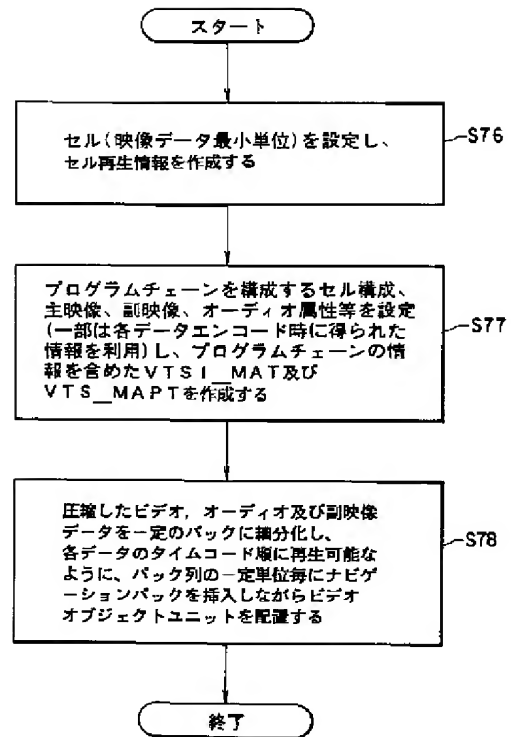 スタート
セル(映像データ最小単位)を設定し、
セル再生情報を作成する
S76
プログラムチェーンを構成するセル構成、
主映像、副映像、オーディオ属性等を設定
(一部は各データエンコード時に得られた
情報を利用)し、プログラムチェーンの情
報を含めたVTSI_MAT及び
VTS_MAPTを作成する
S77
圧縮したビデオ,オーディオ及び副映像
データを一定のパックに細分化し、
各データのタイムコード順に再生可能な
ように、パック列の一定単位毎にナビゲ
ーションパックを挿入しながらビデオ
オブジェクトユニットを配置する
S78
終了